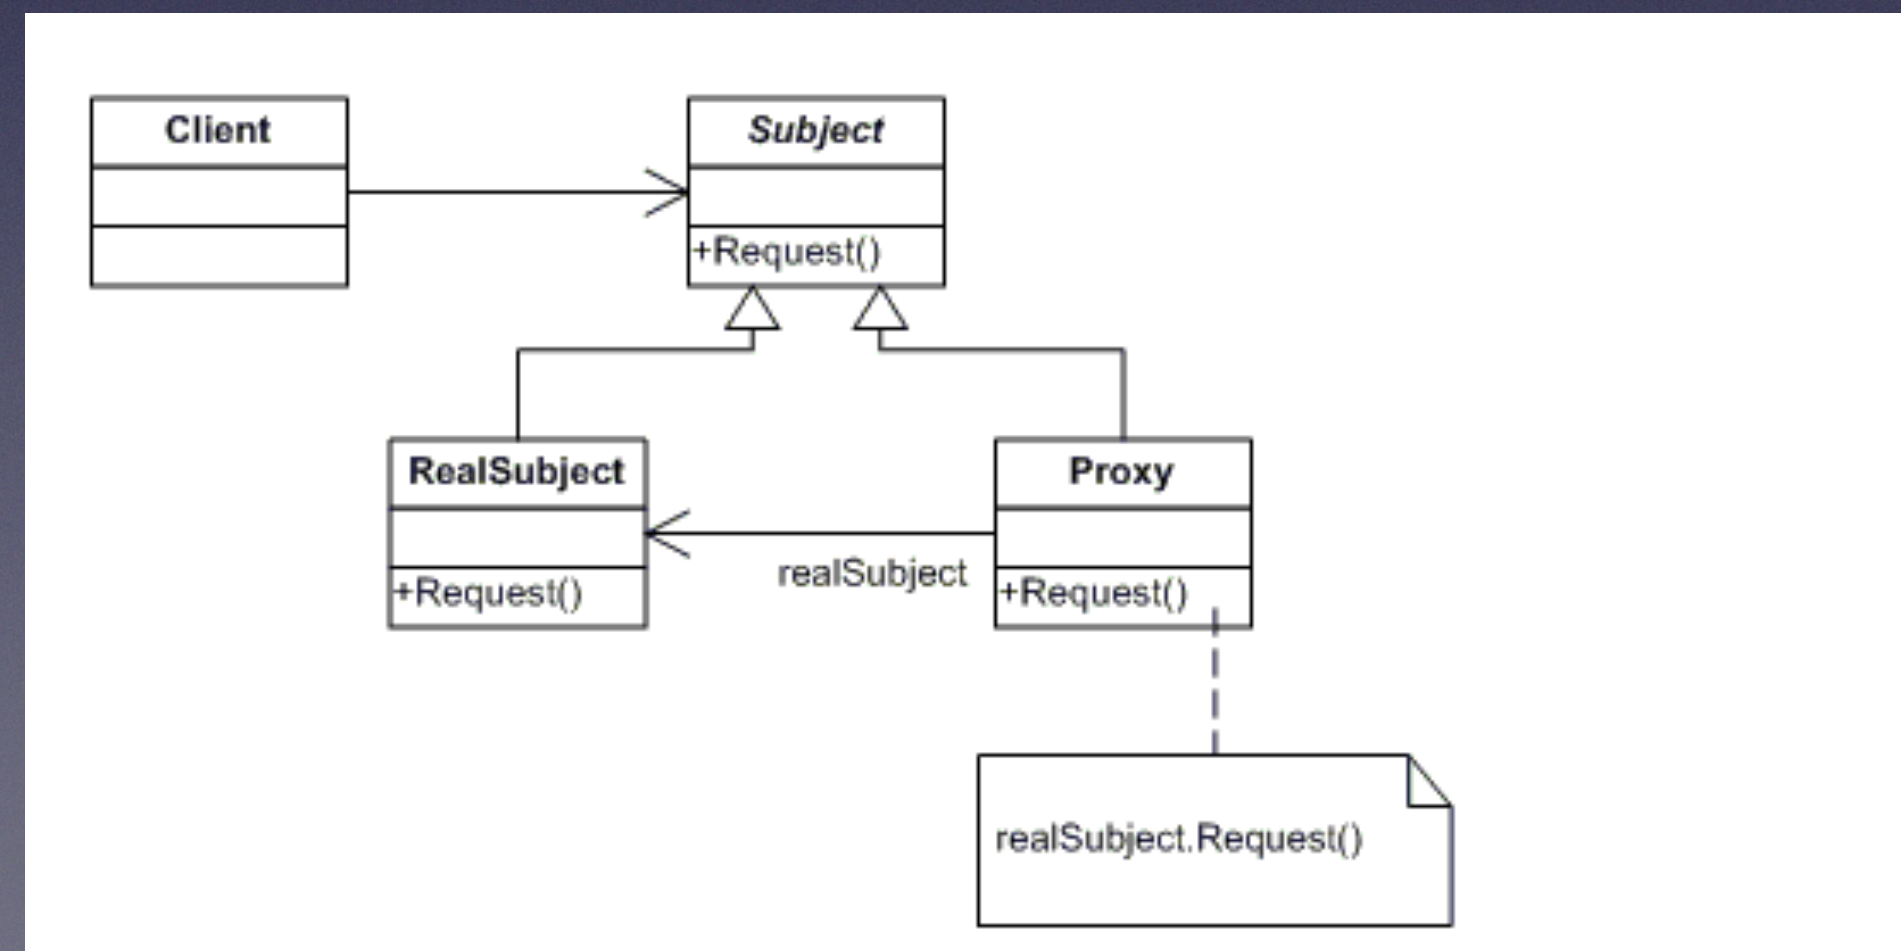 Client
Subject
+Request()
RealSubject
Proxy
realSubject
+Request()
+Request()
realSubject.Request()